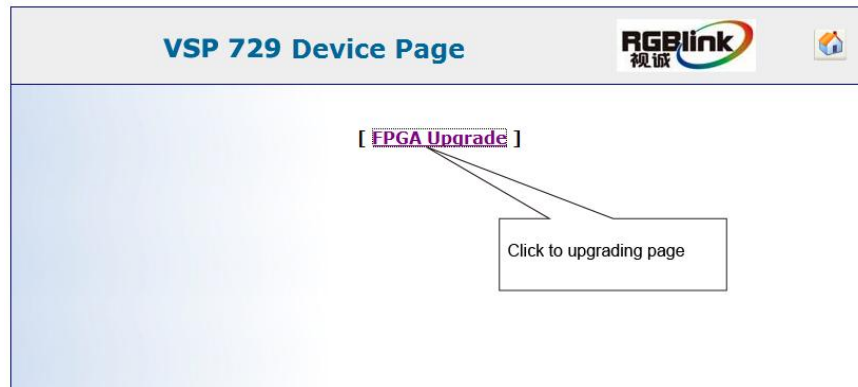 VSP 729 Device Page
RGBlink
视诚
[ FPGA Upgrade ]
Click to upgrading page